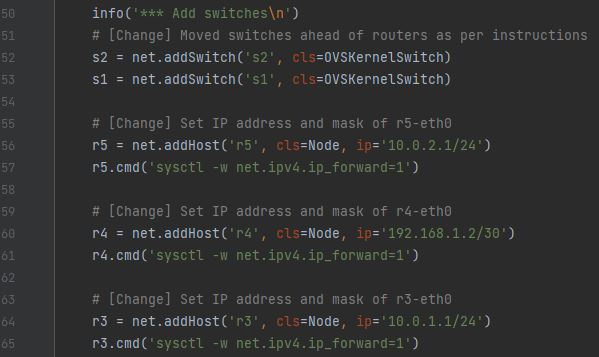 50 info('*** Add switches\n')
51 # [Change] Moved switches ahead of routers as per instructions
52 s2 = net.addSwitch('s2', cls=OVSKernelSwitch)
53 s1 = net.addSwitch('s1', cls=OVSKernelSwitch)
54
55 # [Change] Set IP address and mask of r5-eth0
56 r5 = net.addHost('r5', cls=Node, ip='10.0.2.1/24')
57 r5.cmd('sysctl -w net.ipv4.ip_forward=1')
58
59 # [Change] Set IP address and mask of r4-eth0
60 r4 = net.addHost('r4', cls=Node, ip='192.168.1.2/30')
61 r4.cmd('sysctl -w net.ipv4.ip_forward=1')
62
63 # [Change] Set IP address and mask of r3-eth0
64 r3 = net.addHost('r3', cls=Node, ip='10.0.1.1/24')
65 r3.cmd('sysctl -w net.ipv4.ip_forward=1')